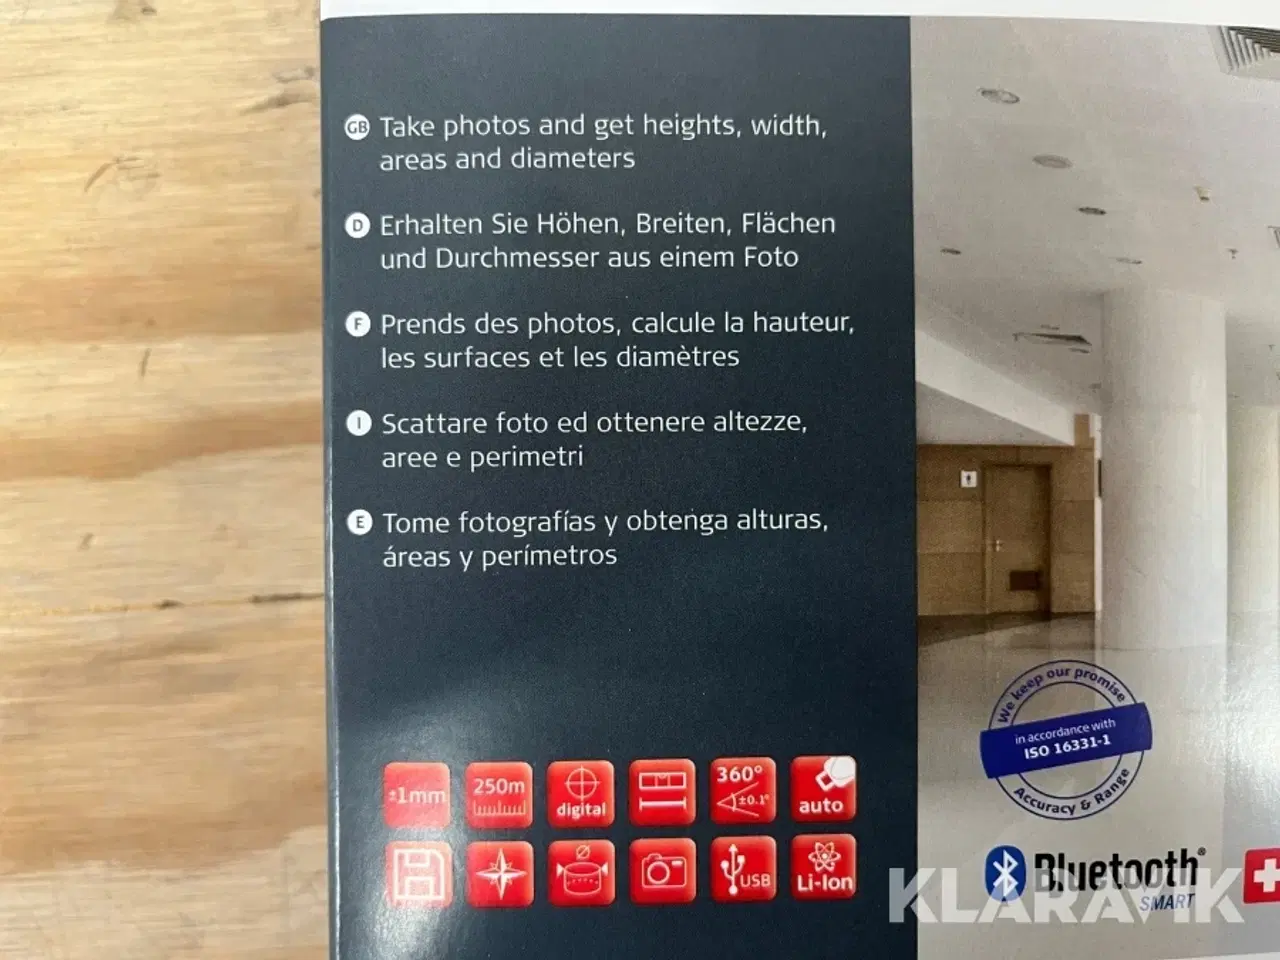 GB Take photos and get heights, width,
areas and diameters
D Erhalten Sie Höhen, Breiten, Flächen
und Durchmesser aus einem Foto
F Prends des photos, calcule la hauteur,
les surfaces et les diamètres
I Scattare foto ed ottenere altezze,
aree e perimetri
E Tome fotografías y obtenga alturas,
áreas y perímetros
±1mm
250m
digital
360°
±0.1°
auto
USB
Li-Ion
We keep our promise
in accordance with
ISO 16331-1
Accuracy & Range
Bluetooth®
SMART
KLARAVIK